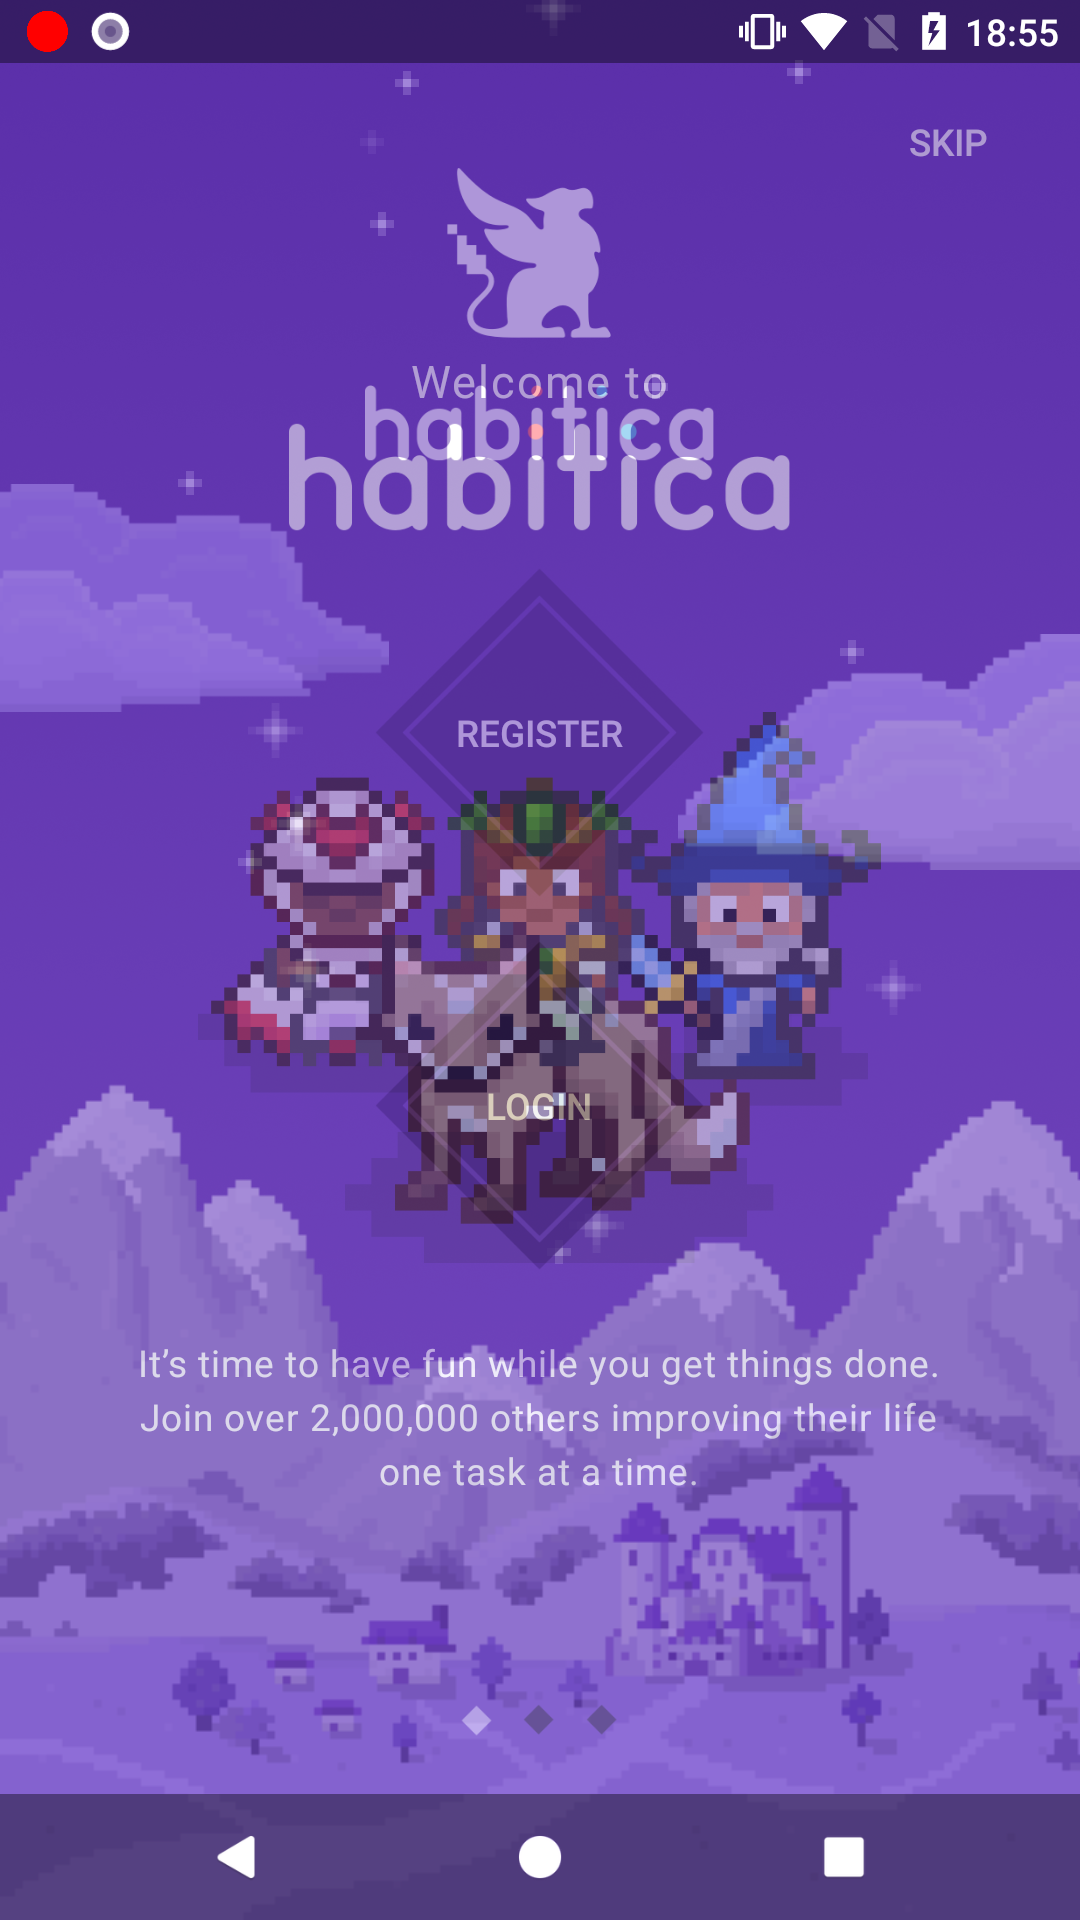 18:55
SKIP
Welcome to
habitica
habitica
REGISTER
LOGIN
It's time to have fun while you get things done.
Join over 2,000,000 others improving their life
one task at a time.